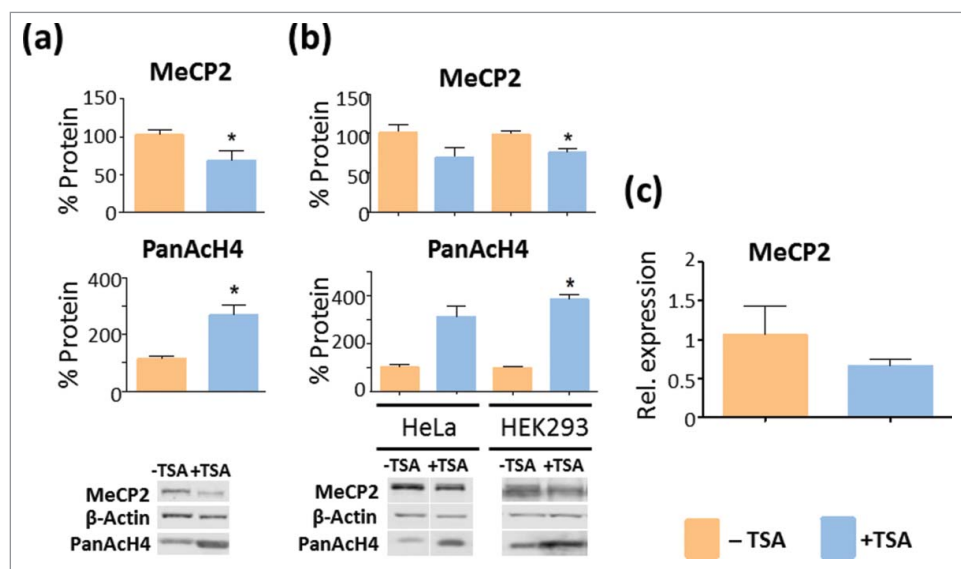 (a)
MeCP2
% Protein
150
100
50
0
*
PanAcH4
% Protein
400
200
0
*
-TSA +TSA
MeCP2
β-Actin
PanAcH4
(b)
MeCP2
% Protein
150
100
50
0
*
PanAcH4
% Protein
400
200
0
*
HeLa HEK293
-TSA +TSA -TSA +TSA
MeCP2
β-Actin
PanAcH4
(c)
MeCP2
Rel. expression
2
1.5
1
0.5
0
– TSA +TSA